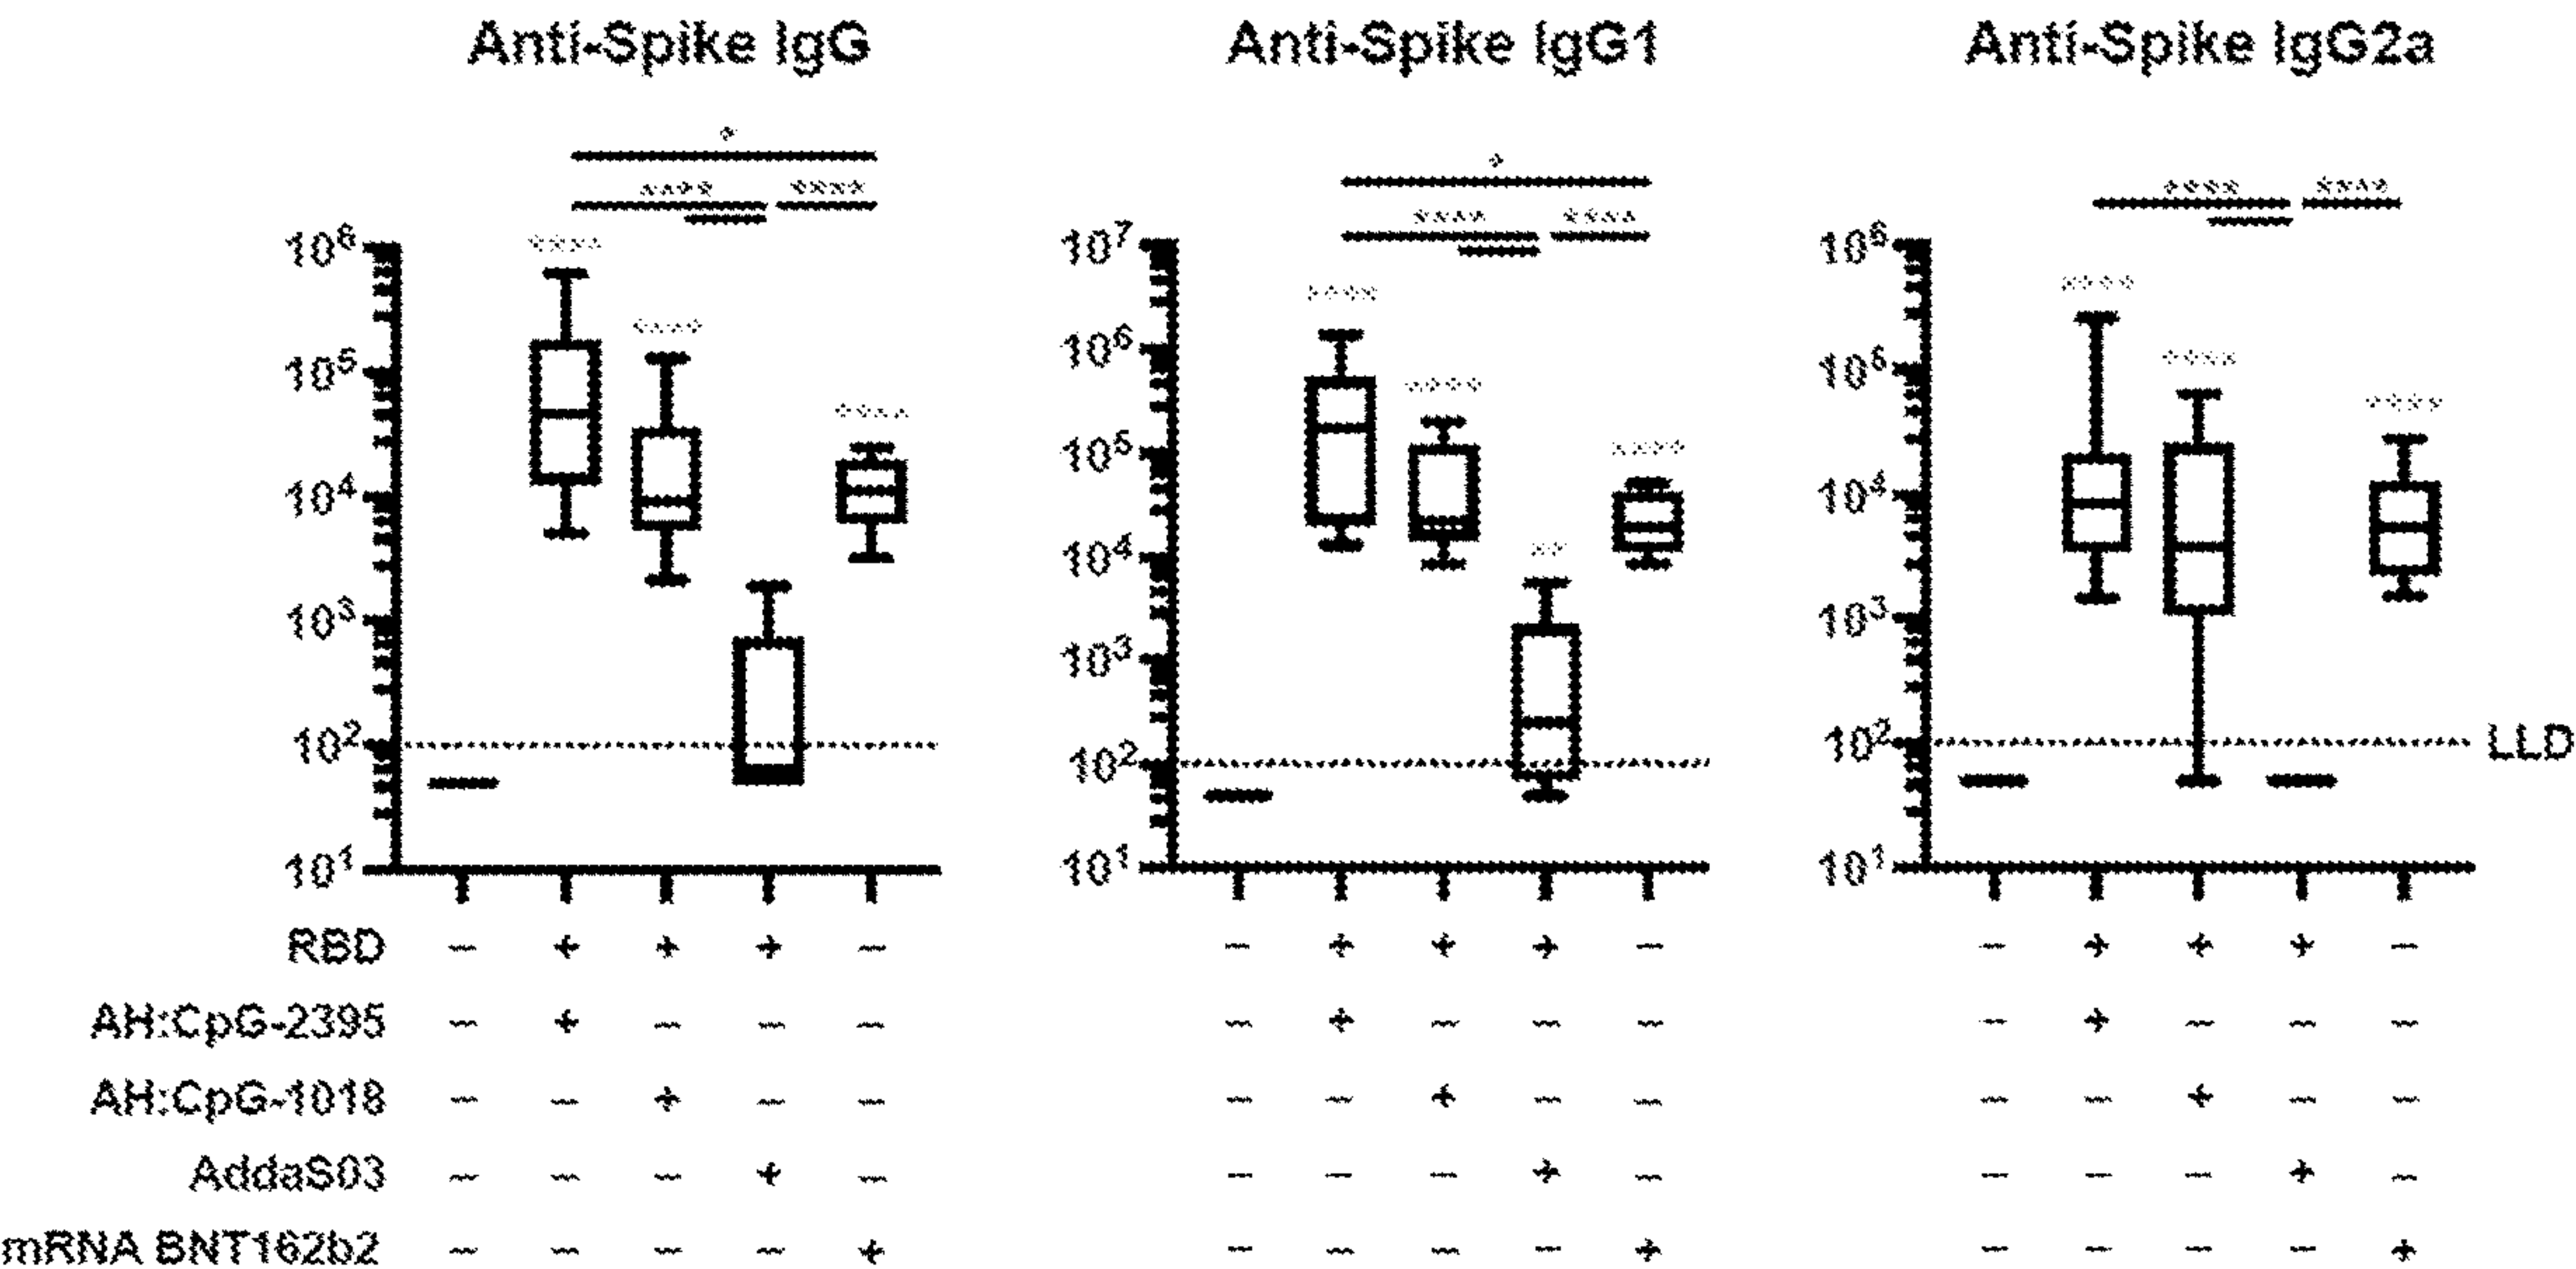 Anti-Spike IgG Anti-Spike IgG1 Anti-Spike IgG2a
* *
**** **** **** **** **** ****
10⁶ **** 10⁷ 10⁶
**** **** ****
10⁵ 10⁶ **** 10⁵ ****
**** 10⁵ **** ****
10⁴ 10⁴ ** 10⁴
10³ 10³ 10³
10² 10² 10² LLD
10¹ 10¹ 10¹
RBD − + + + − − + + + − − + + + −
AH:CpG-2395 − + − − − − + − − − − + − − −
AH:CpG-1018 − − + − − − − + − − − − + − −
AddaS03 − − − + − − − − + − − − − + −
mRNA BNT162b2 − − − − + − − − − + − − − − +